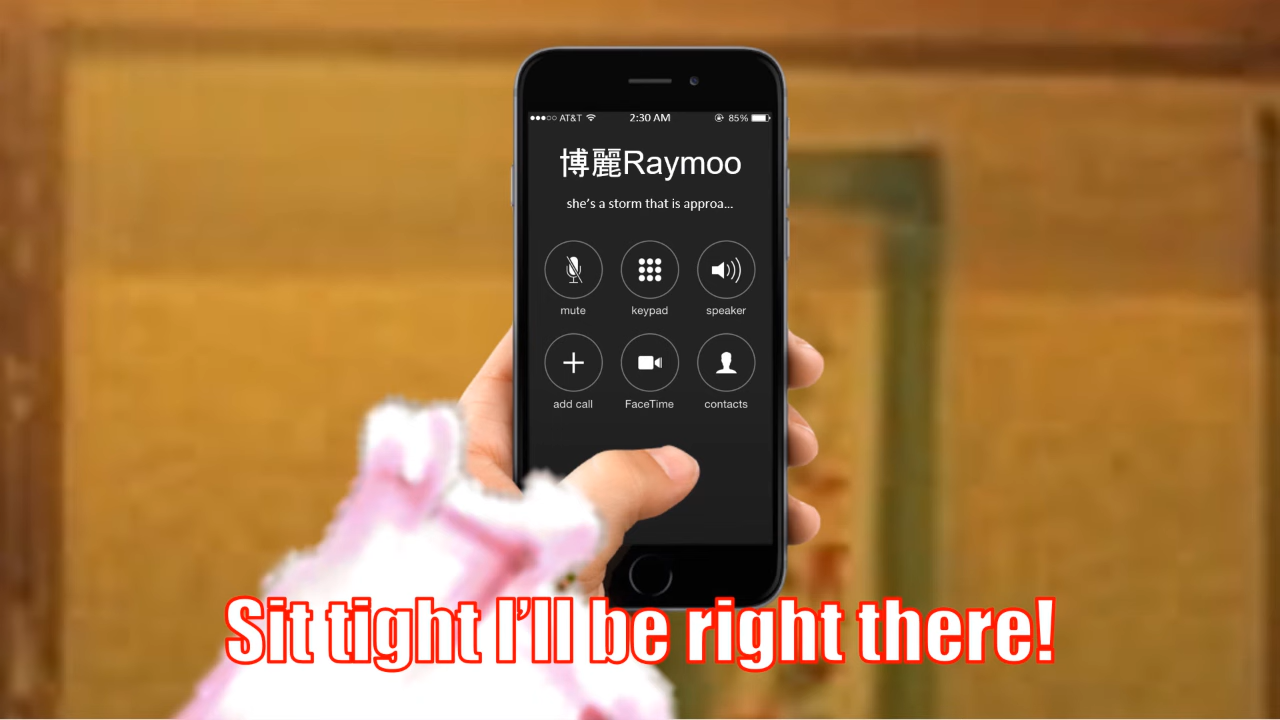 AT&T 2:30 AM 85%
博麗Raymoo
she's a storm that is approa...
mute keypad speaker
add call FaceTime contacts
Sit tight I'll be right there!